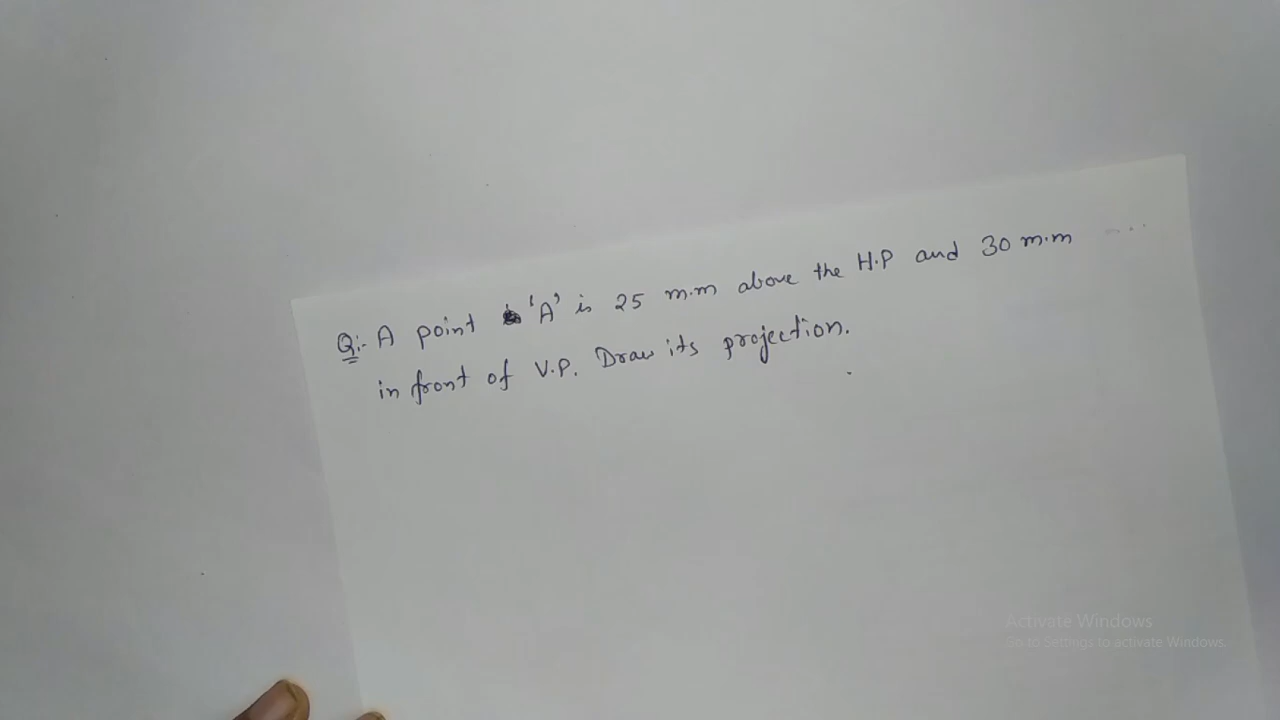 Q:- A point 'A' is 25 m.m above the H.P and 30 m.m
in front of V.P. Draw its projection.
Activate Windows
Go to Settings to activate Windows.